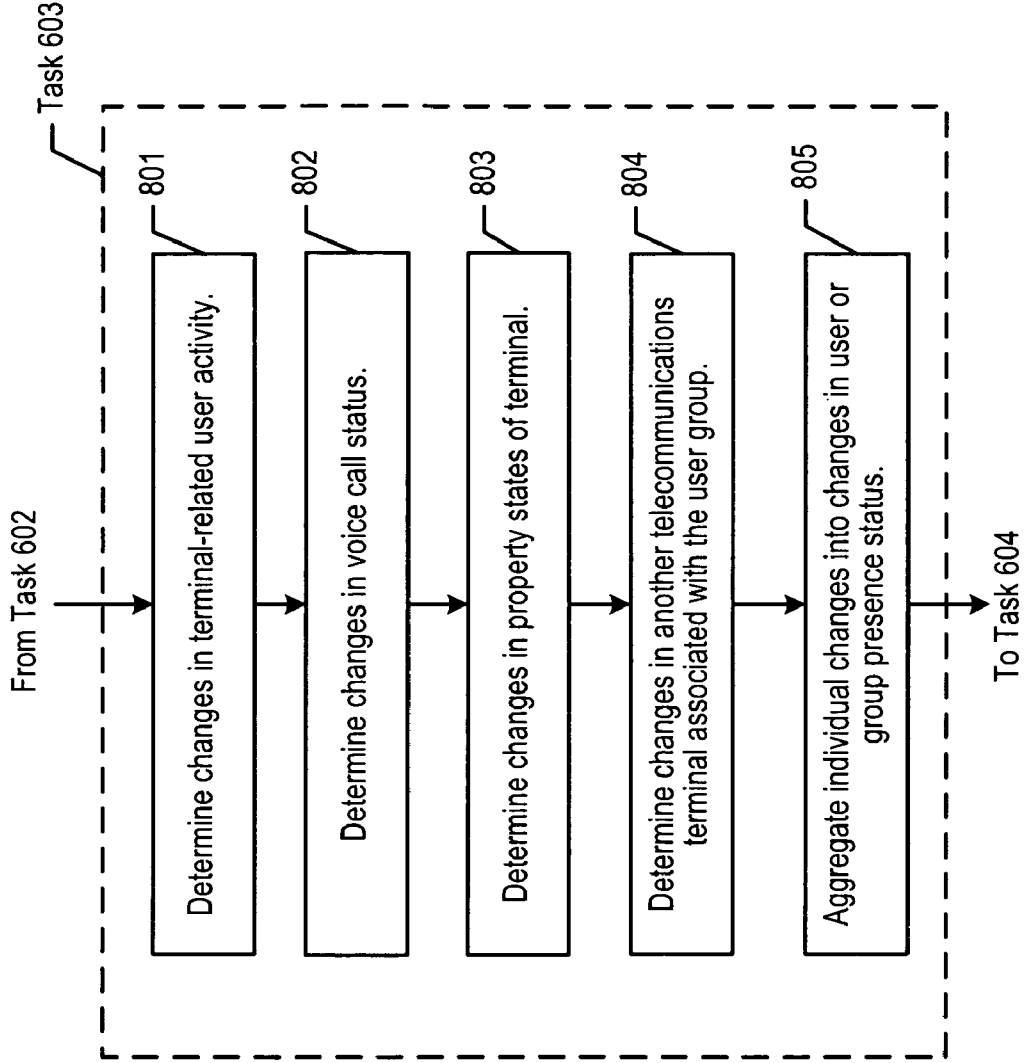 From Task 602
Task 603
801
Determine changes in terminal-related user activity.
802
Determine changes in voice call status.
803
Determine changes in property states of terminal.
804
Determine changes in another telecommunications
terminal associated with the user group.
805
Aggregate individual changes into changes in user or
group presence status.
To Task 604